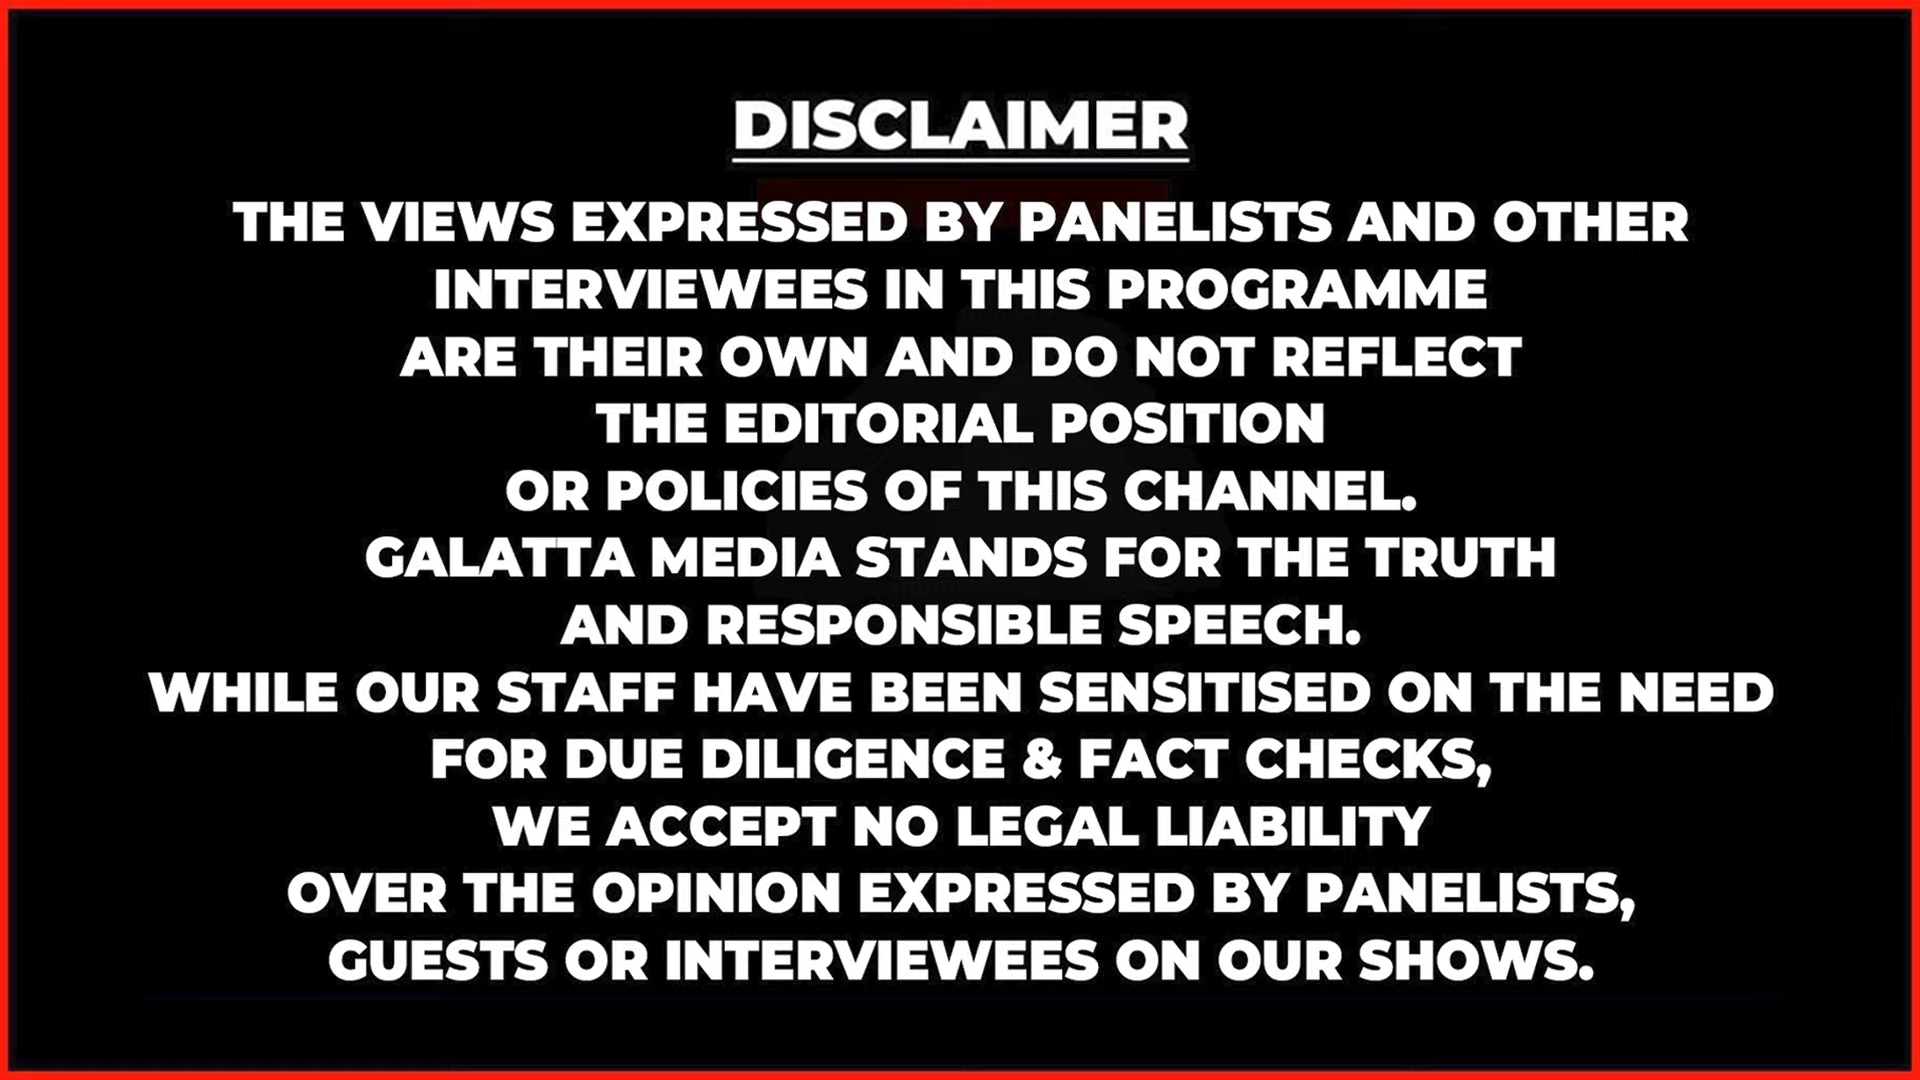 DISCLAIMER
THE VIEWS EXPRESSED BY PANELISTS AND OTHER
INTERVIEWEES IN THIS PROGRAMME
ARE THEIR OWN AND DO NOT REFLECT
THE EDITORIAL POSITION
OR POLICIES OF THIS CHANNEL.
GALATTA MEDIA STANDS FOR THE TRUTH
AND RESPONSIBLE SPEECH.
WHILE OUR STAFF HAVE BEEN SENSITISED ON THE NEED
FOR DUE DILIGENCE & FACT CHECKS,
WE ACCEPT NO LEGAL LIABILITY
OVER THE OPINION EXPRESSED BY PANELISTS,
GUESTS OR INTERVIEWEES ON OUR SHOWS.